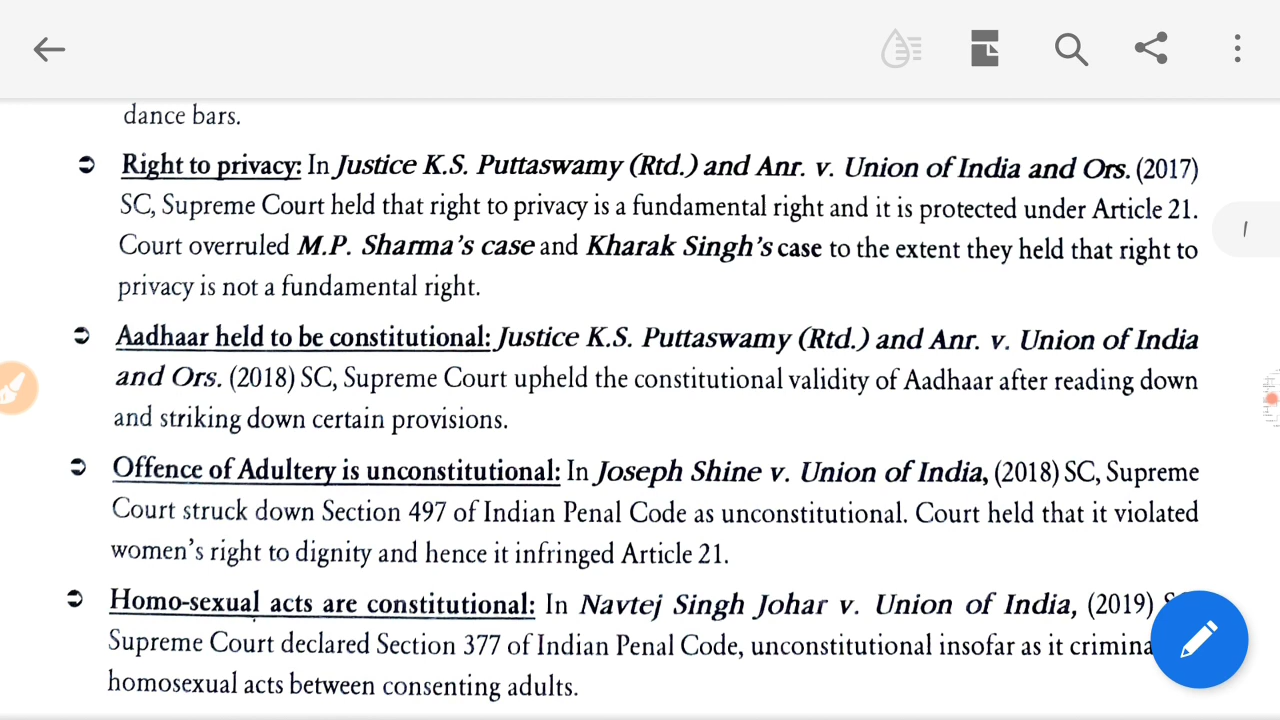 dance bars.
➲ Right to privacy: In Justice K.S. Puttaswamy (Rtd.) and Anr. v. Union of India and Ors. (2017)
SC, Supreme Court held that right to privacy is a fundamental right and it is protected under Article 21.
Court overruled M.P. Sharma's case and Kharak Singh's case to the extent they held that right to
privacy is not a fundamental right.
➲ Aadhaar held to be constitutional: Justice K.S. Puttaswamy (Rtd.) and Anr. v. Union of India
and Ors. (2018) SC, Supreme Court upheld the constitutional validity of Aadhaar after reading down
and striking down certain provisions.
➲ Offence of Adultery is unconstitutional: In Joseph Shine v. Union of India, (2018) SC, Supreme
Court struck down Section 497 of Indian Penal Code as unconstitutional. Court held that it violated
women's right to dignity and hence it infringed Article 21.
➲ Homo-sexual acts are constitutional: In Navtej Singh Johar v. Union of India, (2019)
Supreme Court declared Section 377 of Indian Penal Code, unconstitutional insofar as it
homosexual acts between consenting adults.